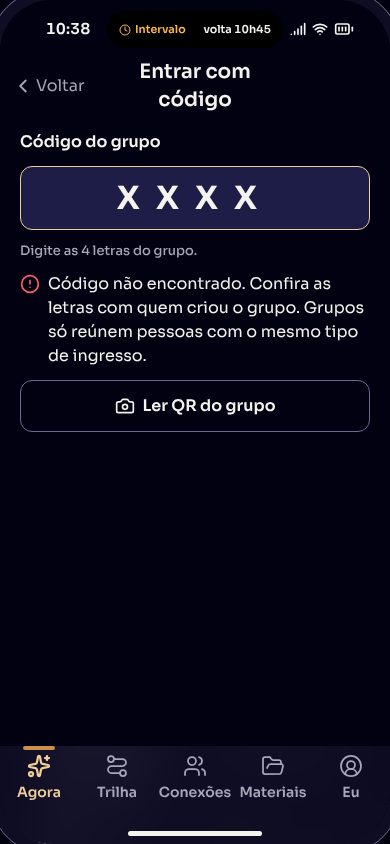 10:38
Intervalo volta 10h45
Voltar
Entrar com
código
Código do grupo
X X X X
Digite as 4 letras do grupo.
Código não encontrado. Confira as
letras com quem criou o grupo. Grupos
só reúnem pessoas com o mesmo tipo
de ingresso.
Ler QR do grupo
Agora Trilha Conexões Materiais Eu